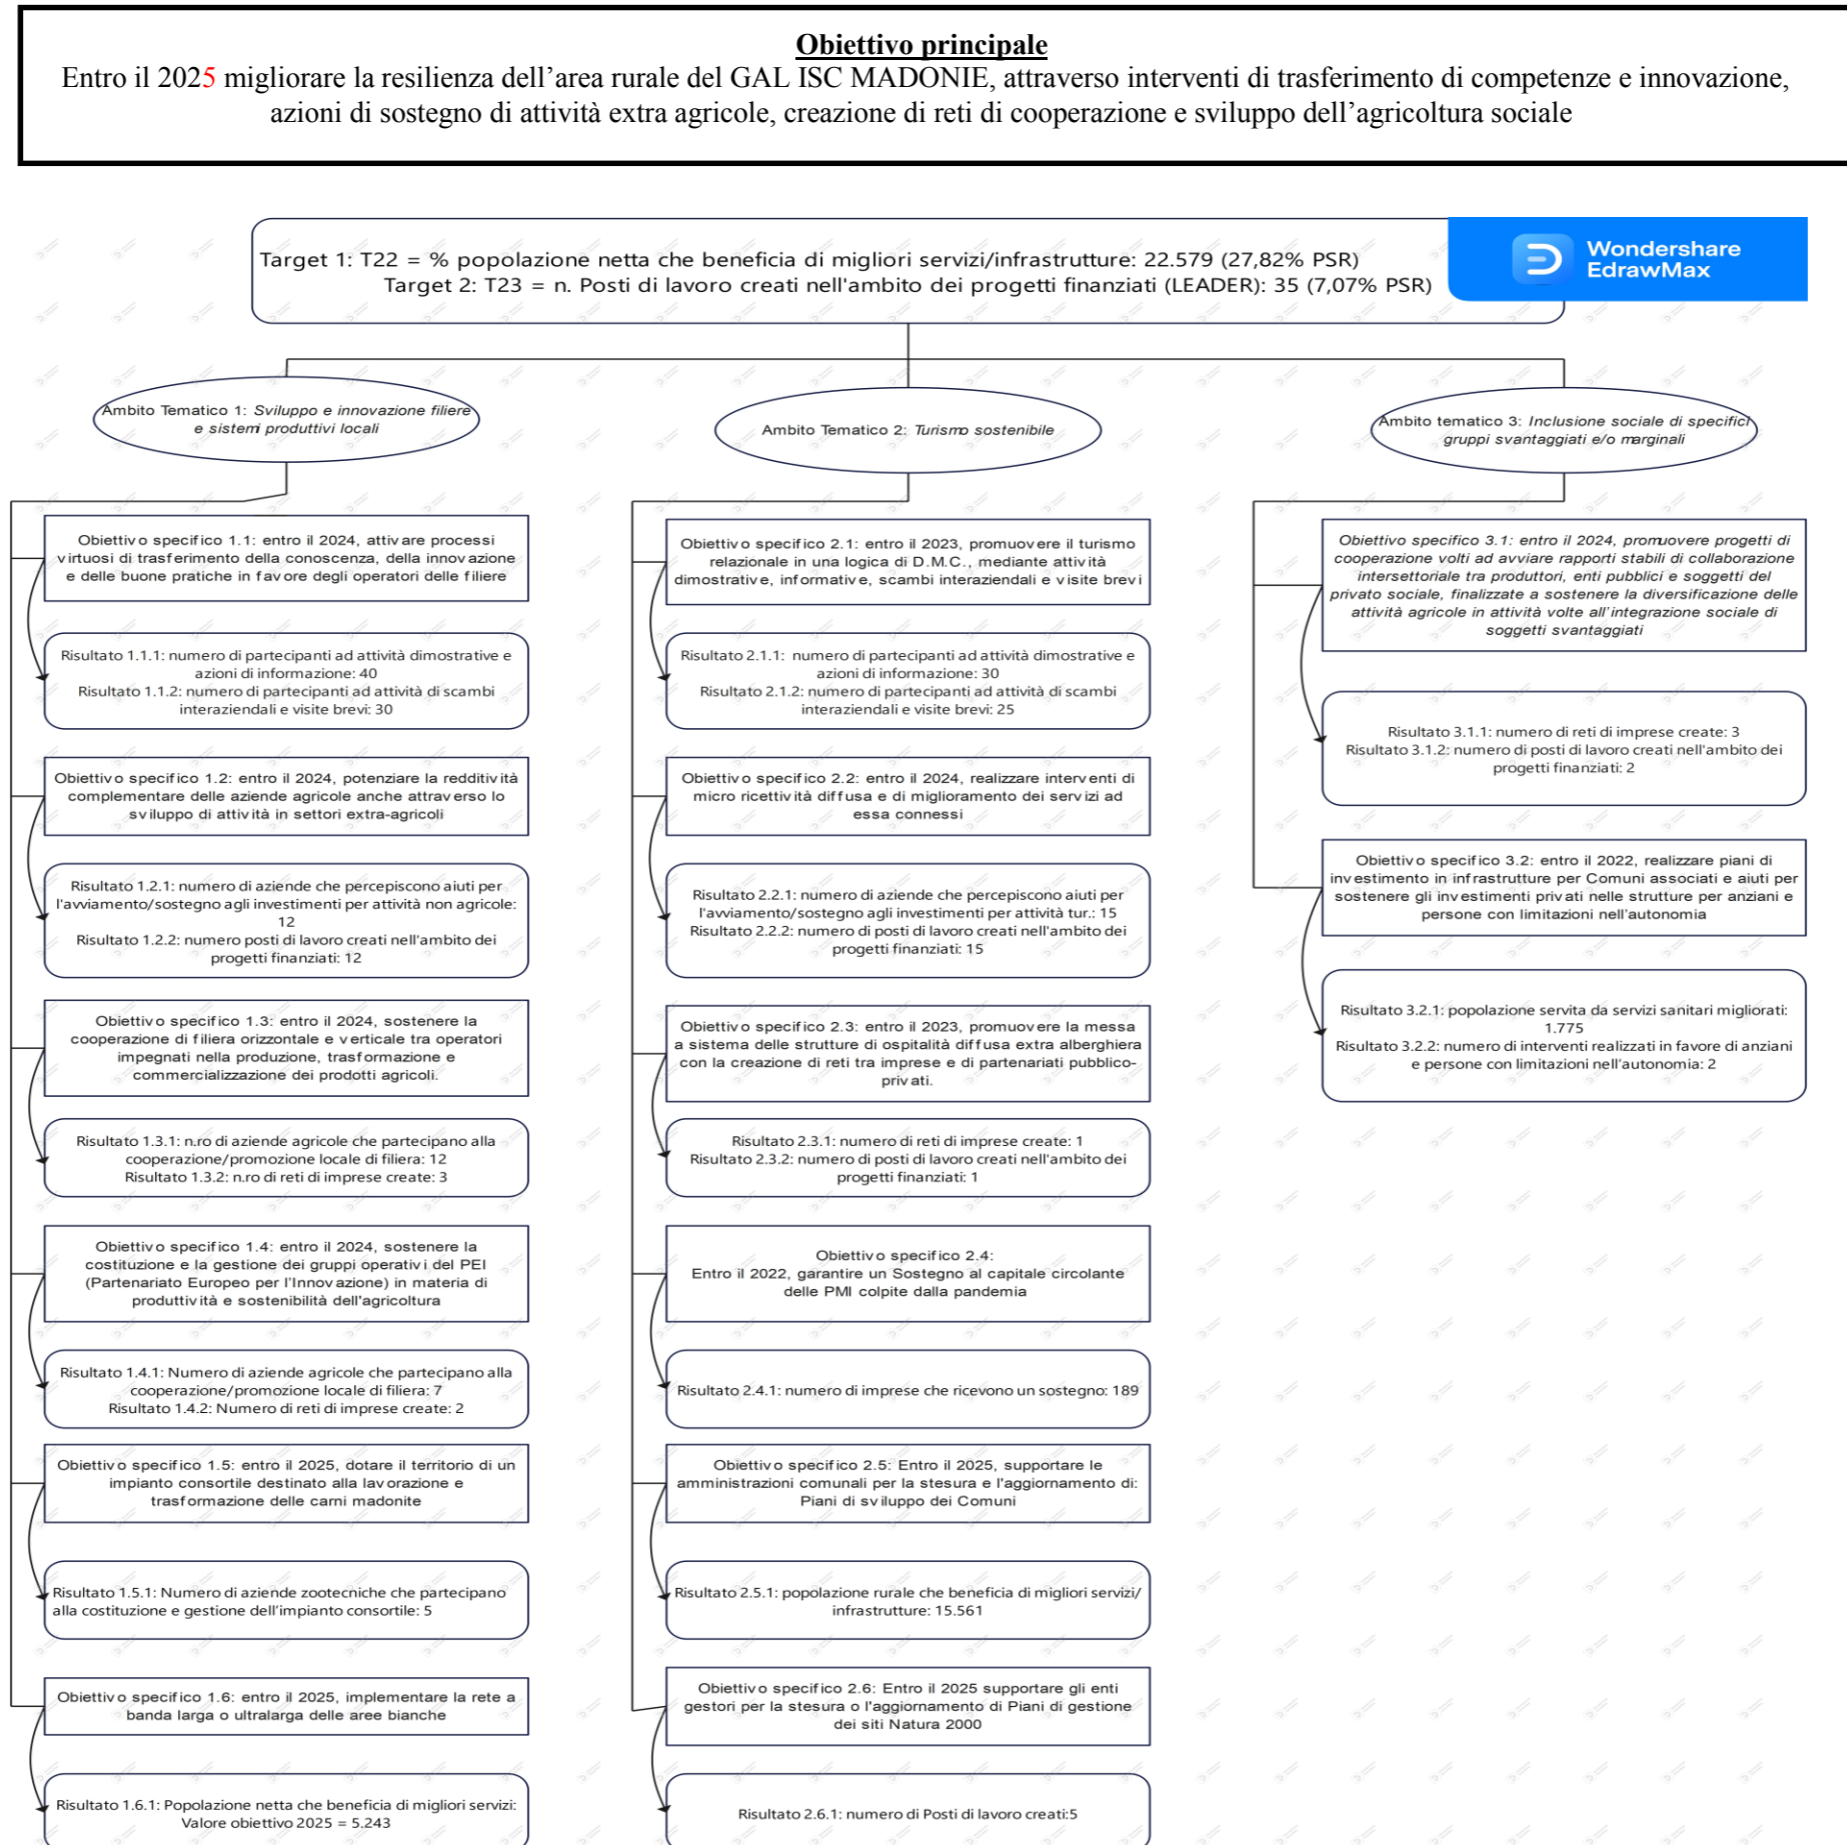 Obiettivo principale
Entro il 2025 migliorare la resilienza dell'area rurale del GAL ISC MADONIE, attraverso interventi di trasferimento di competenze e innovazione,
azioni di sostegno di attività extra agricole, creazione di reti di cooperazione e sviluppo dell'agricoltura sociale
Target 1: T22 = % popolazione netta che beneficia di migliori servizi/infrastrutture: 22.579 (27,82% PSR)
Target 2: T23 = n. Posti di lavoro creati nell'ambito dei progetti finanziati (LEADER): 35 (7,07% PSR)
Wondershare
EdrawMax
Ambito Tematico 1: Sviluppo e innovazione filiere
e sistemi produttivi locali
Obiettivo specifico 1.1: entro il 2024, attivare processi
virtuosi di trasferimento della conoscenza, della innovazione
e delle buone pratiche in favore degli operatori delle filiere
Risultato 1.1.1: numero di partecipanti ad attività dimostrative e
azioni di informazione: 40
Risultato 1.1.2: numero di partecipanti ad attività di scambi
interaziendali e visite brevi: 30
Obiettivo specifico 1.2: entro il 2024, potenziare la redditività
complementare delle aziende agricole anche attraverso lo
sviluppo di attività in settori extra-agricoli
Risultato 1.2.1: numero di aziende che percepiscono aiuti per
l'avviamento/sostegno agli investimenti per attività non agricole:
12
Risultato 1.2.2: numero posti di lavoro creati nell'ambito dei
progetti finanziati: 12
Obiettivo specifico 1.3: entro il 2024, sostenere la
cooperazione di filiera orizzontale e verticale tra operatori
impegnati nella produzione, trasformazione e
commercializzazione dei prodotti agricoli.
Risultato 1.3.1: n.ro di aziende agricole che partecipano alla
cooperazione/promozione locale di filiera: 12
Risultato 1.3.2: n.ro di reti di imprese create: 3
Obiettivo specifico 1.4: entro il 2024, sostenere la
costituzione e la gestione dei gruppi operativi del PEI
(Partenariato Europeo per l'Innovazione) in materia di
produttività e sostenibilità dell'agricoltura
Risultato 1.4.1: Numero di aziende agricole che partecipano alla
cooperazione/promozione locale di filiera: 7
Risultato 1.4.2: Numero di reti di imprese create: 2
Obiettivo specifico 1.5: entro il 2025, dotare il territorio di un
impianto consortile destinato alla lavorazione e
trasformazione delle carni madonite
Risultato 1.5.1: Numero di aziende zootecniche che partecipano
alla costituzione e gestione dell'impianto consortile: 5
Obiettivo specifico 1.6: entro il 2025, implementare la rete a
banda larga o ultralarga delle aree bianche
Risultato 1.6.1: Popolazione netta che beneficia di migliori servizi:
Valore obiettivo 2025 = 5.243
Ambito Tematico 2: Turismo sostenibile
Obiettivo specifico 2.1: entro il 2023, promuovere il turismo
relazionale in una logica di D.M.C., mediante attività
dimostrative, informative, scambi interaziendali e visite brevi
Risultato 2.1.1: numero di partecipanti ad attività dimostrative e
azioni di informazione: 30
Risultato 2.1.2: numero di partecipanti ad attività di scambi
interaziendali e visite brevi: 25
Obiettivo specifico 2.2: entro il 2024, realizzare interventi di
micro ricettività diffusa e di miglioramento dei servizi ad
essa connessi
Risultato 2.2.1: numero di aziende che percepiscono aiuti per
l'avviamento/sostegno agli investimenti per attività tur.: 15
Risultato 2.2.2: numero di posti di lavoro creati nell'ambito dei
progetti finanziati: 15
Obiettivo specifico 2.3: entro il 2023, promuovere la messa
a sistema delle strutture di ospitalità diffusa extra alberghiera
con la creazione di reti tra imprese e di partenariati pubblico-
privati.
Risultato 2.3.1: numero di reti di imprese create: 1
Risultato 2.3.2: numero di posti di lavoro creati nell'ambito dei
progetti finanziati: 1
Obiettivo specifico 2.4:
Entro il 2022, garantire un Sostegno al capitale circolante
delle PMI colpite dalla pandemia
Risultato 2.4.1: numero di imprese che ricevono un sostegno: 189
Obiettivo specifico 2.5: Entro il 2025, supportare le
amministrazioni comunali per la stesura e l'aggiornamento di:
Piani di sviluppo dei Comuni
Risultato 2.5.1: popolazione rurale che beneficia di migliori servizi/
infrastrutture: 15.561
Obiettivo specifico 2.6: Entro il 2025 supportare gli enti
gestori per la stesura o l'aggiornamento di Piani di gestione
dei siti Natura 2000
Risultato 2.6.1: numero di Posti di lavoro creati:5
Ambito tematico 3: Inclusione sociale di specifici
gruppi svantaggiati e/o marginali
Obiettivo specifico 3.1: entro il 2024, promuovere progetti di
cooperazione volti ad avviare rapporti stabili di collaborazione
intersettoriale tra produttori, enti pubblici e soggetti del
privato sociale, finalizzate a sostenere la diversificazione delle
attività agricole in attività volte all'integrazione sociale di
soggetti svantaggiati
Risultato 3.1.1: numero di reti di imprese create: 3
Risultato 3.1.2: numero di posti di lavoro creati nell'ambito dei
progetti finanziati: 2
Obiettivo specifico 3.2: entro il 2022, realizzare piani di
investimento in infrastrutture per Comuni associati e aiuti per
sostenere gli investimenti privati nelle strutture per anziani e
persone con limitazioni nell'autonomia
Risultato 3.2.1: popolazione servita da servizi sanitari migliorati:
1.775
Risultato 3.2.2: numero di interventi realizzati in favore di anziani
e persone con limitazioni nell'autonomia: 2